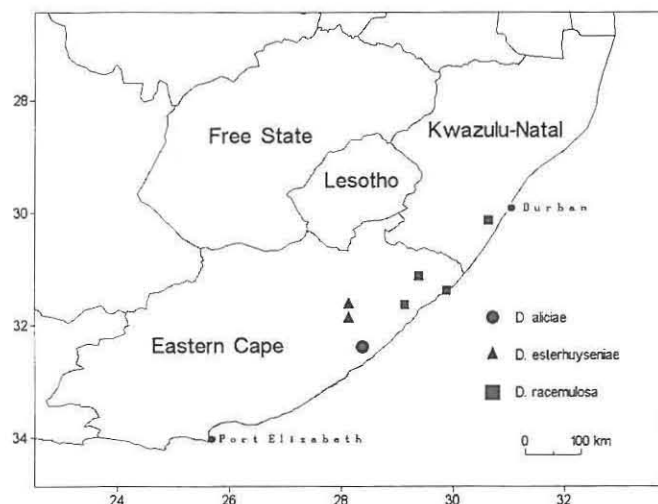 28
30
32
34
24
26
28
30
32
Free State
Kwazulu-Natal
Lesotho
Durban
Eastern Cape
Port Elizabeth
D. aliciae
D. esterhuyseniae
D. racemulosa
0 100 km